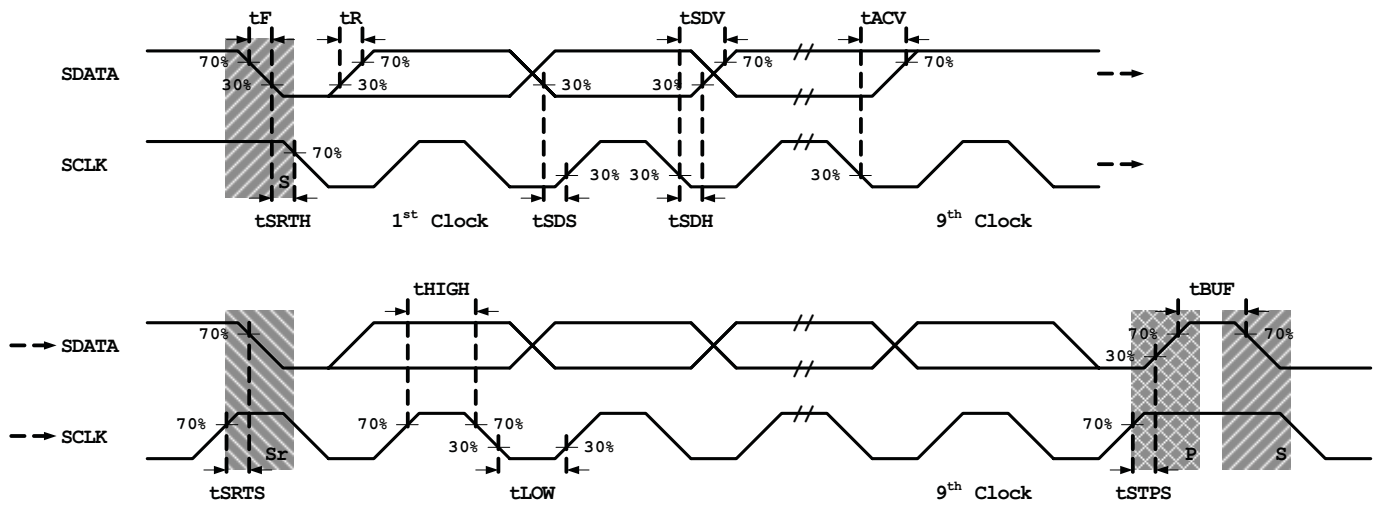 tF tR tSDV tACV
70% 70% 70% 70%
SDATA
30% 30% 30% 30%
SCLK
70%
30% 30% 30%
S
tSRTH 1st Clock tSDS tSDH 9th Clock
tHIGH tBUF
70% 70% 70%
SDATA
30%
70% 70% 70% 70%
SCLK
30% 30%
Sr P S
tSRTS tLOW 9th Clock tSTPS